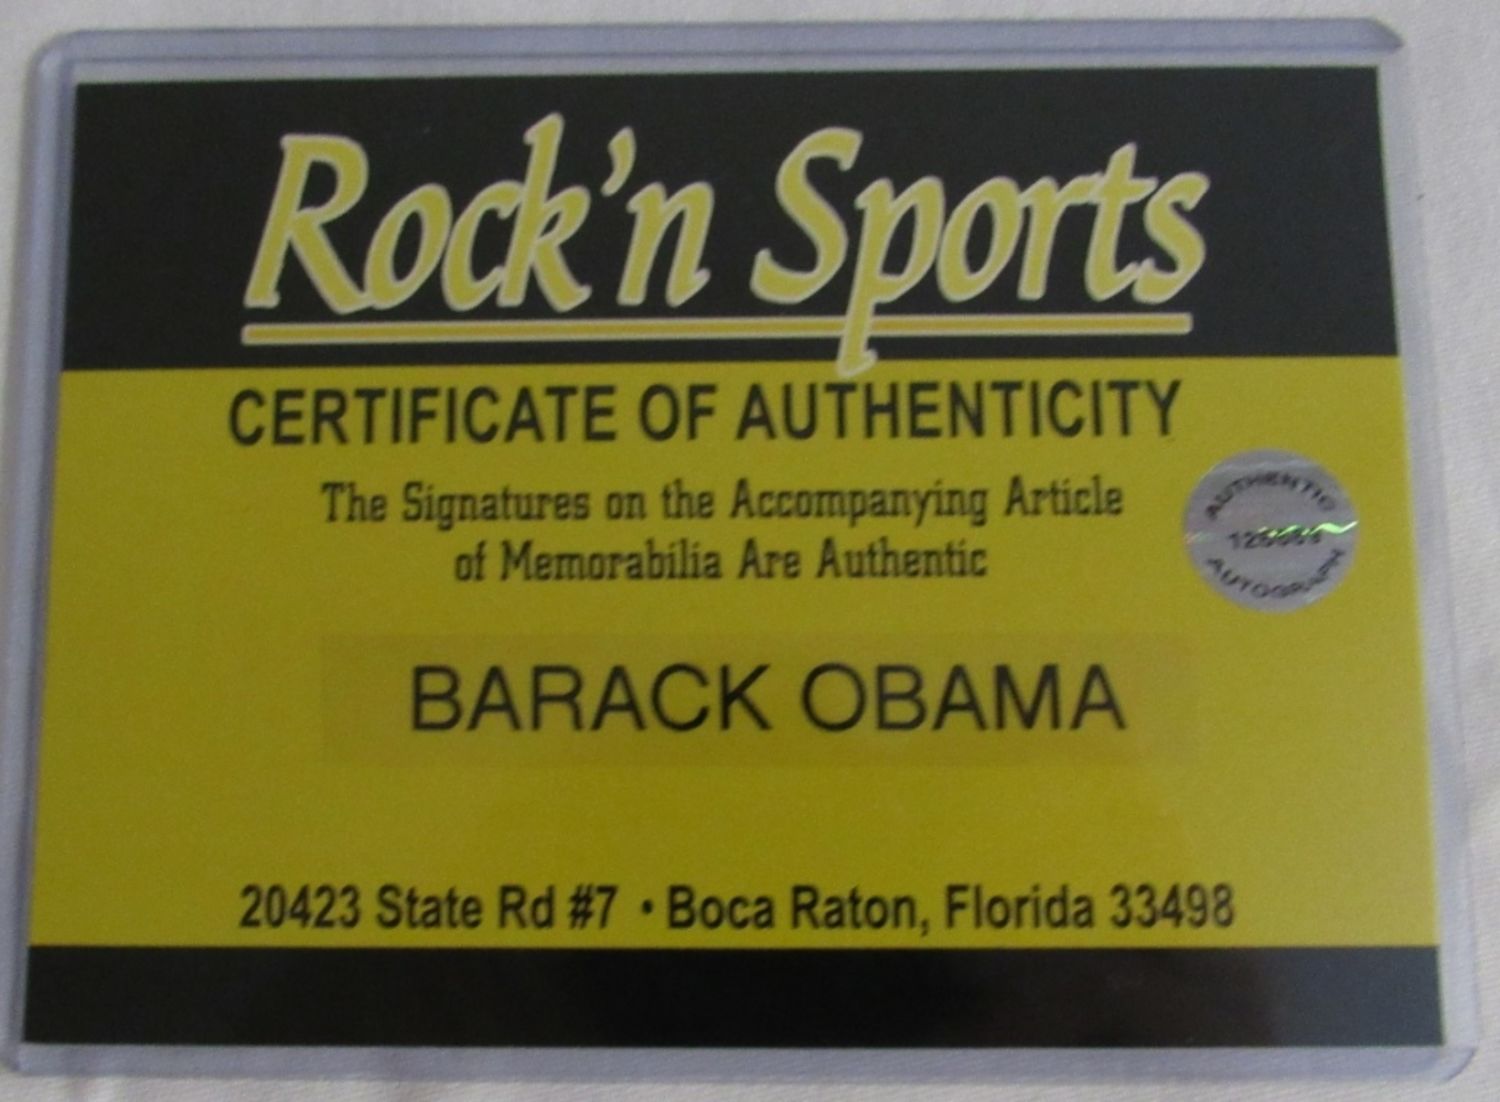 Rock'n Sports
CERTIFICATE OF AUTHENTICITY
The Signatures on the Accompanying Article
of Memorabilia Are Authentic
AUTHENTIC
AUTOGRAPH
BARACK OBAMA
20423 State Rd #7 • Boca Raton, Florida 33498